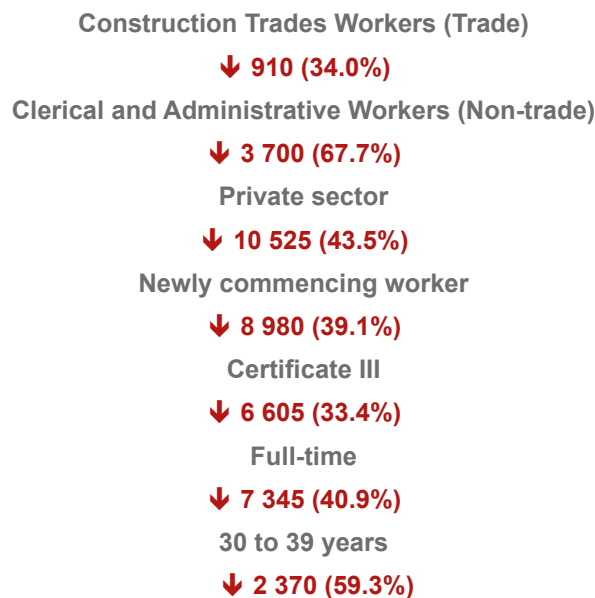 Construction Trades Workers (Trade)
↓ 910 (34.0%)
Clerical and Administrative Workers (Non-trade)
↓ 3 700 (67.7%)
Private sector
↓ 10 525 (43.5%)
Newly commencing worker
↓ 8 980 (39.1%)
Certificate III
↓ 6 605 (33.4%)
Full-time
↓ 7 345 (40.9%)
30 to 39 years
↓ 2 370 (59.3%)